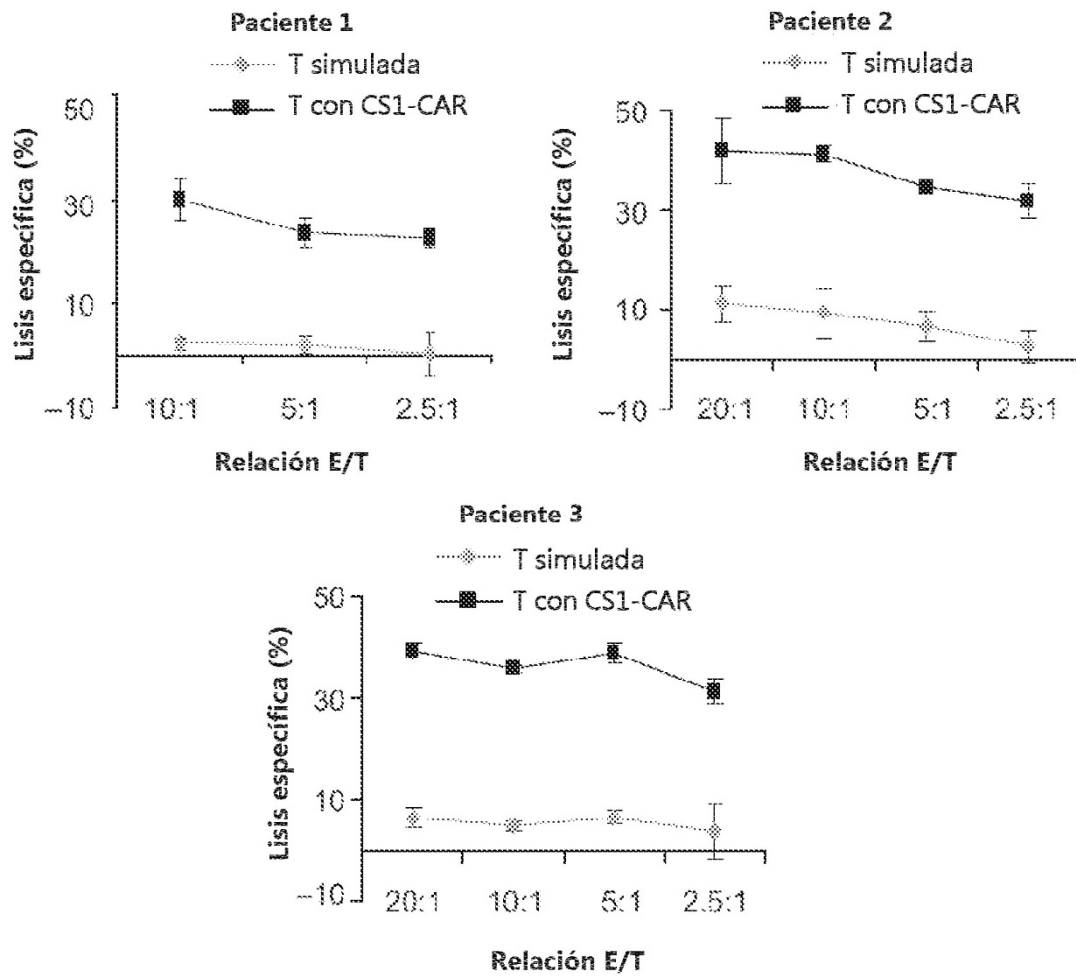 Paciente 1
T simulada
T con CS1-CAR
Lisis específica (%)
50
30
10
–10
10:1 5:1 2.5:1
Relación E/T
Paciente 2
T simulada
T con CS1-CAR
Lisis específica (%)
50
30
10
–10
20:1 10:1 5:1 2.5:1
Relación E/T
Paciente 3
T simulada
T con CS1-CAR
Lisis específica (%)
50
30
10
–10
20:1 10:1 5:1 2.5:1
Relación E/T